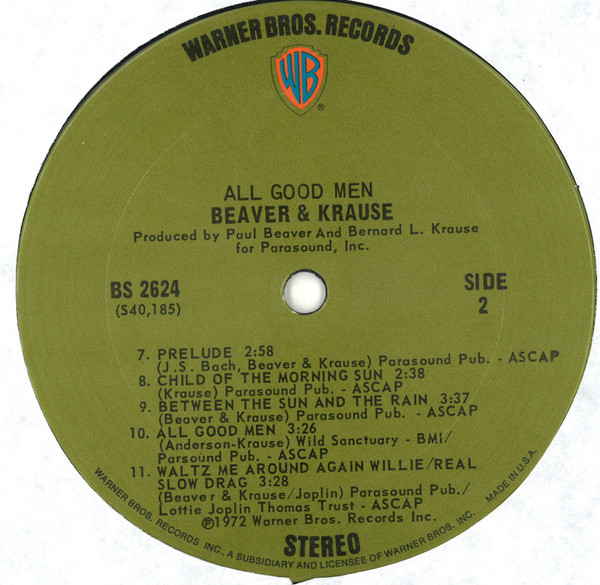 WARNER BROS. RECORDS
WB
®
ALL GOOD MEN
BEAVER & KRAUSE
Produced by Paul Beaver And Bernard L. Krause
for Parasound, Inc.
BS 2624
(S40,185)
SIDE
2
7. PRELUDE 2:58
(J.S. Bach, Beaver & Krause) Parasound Pub. - ASCAP
8. CHILD OF THE MORNING SUN 2:38
(Krause) Parasound Pub. - ASCAP
9. BETWEEN THE SUN AND THE RAIN 3:37
(Beaver & Krause) Parasound Pub. - ASCAP
10. ALL GOOD MEN 3:26
(Anderson-Krause) Wild Sanctuary - BMI/
Parsound Pub. - ASCAP
11. WALTZ ME AROUND AGAIN WILLIE/REAL
SLOW DRAG 3:28
(Beaver & Krause/Joplin) Parasound Pub./
Lottie Joplin Thomas Trust - ASCAP
℗1972 Warner Bros. Records Inc.
STEREO
WARNER BROS. RECORDS INC., A SUBSIDIARY AND LICENSEE OF WARNER BROS. INC. MADE IN U.S.A.